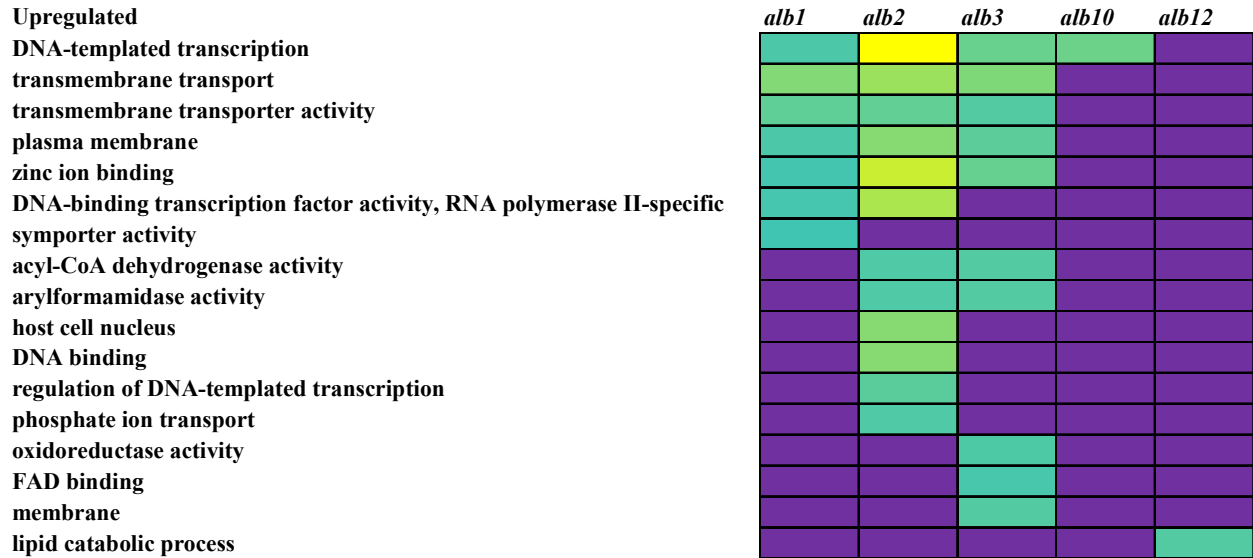 Upregulated alb1 alb2 alb3 alb10 alb12
DNA-templated transcription
transmembrane transport
transmembrane transporter activity
plasma membrane
zinc ion binding
DNA-binding transcription factor activity, RNA polymerase II-specific
symporter activity
acyl-CoA dehydrogenase activity
arylformamidase activity
host cell nucleus
DNA binding
regulation of DNA-templated transcription
phosphate ion transport
oxidoreductase activity
FAD binding
membrane
lipid catabolic process